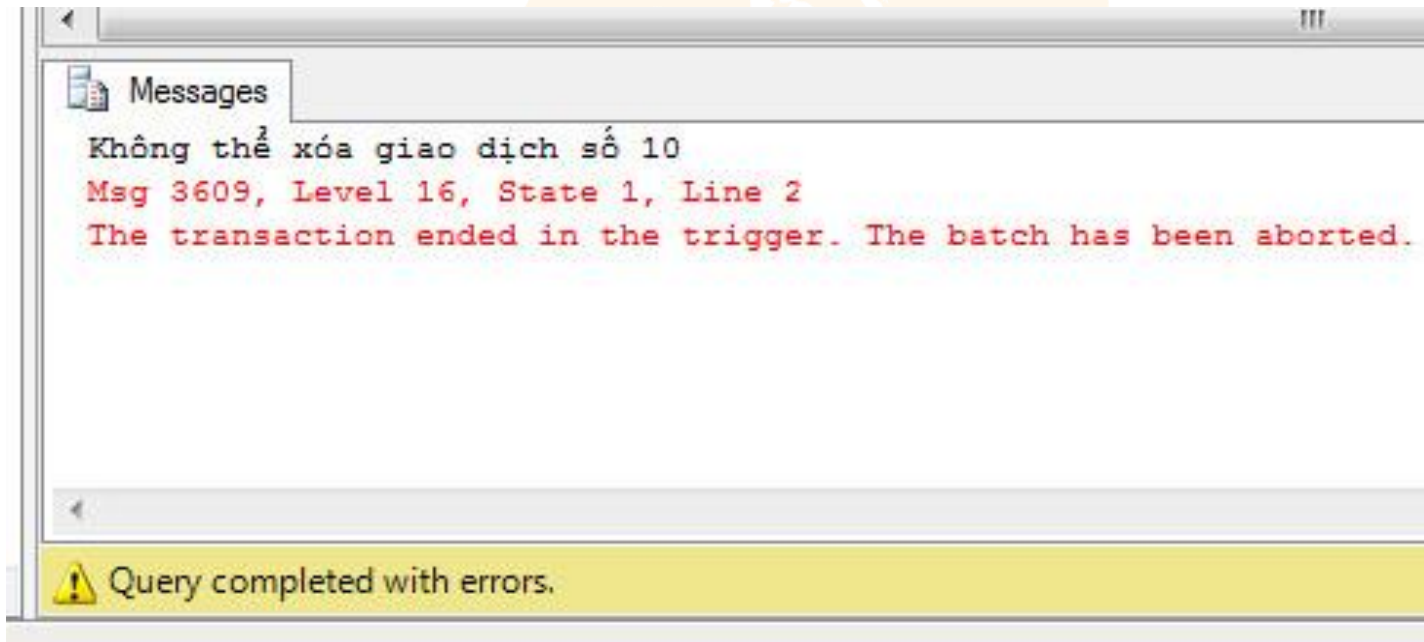 Messages
Không thể xóa giao dịch số 10
Msg 3609, Level 16, State 1, Line 2
The transaction ended in the trigger. The batch has been aborted.
Query completed with errors.